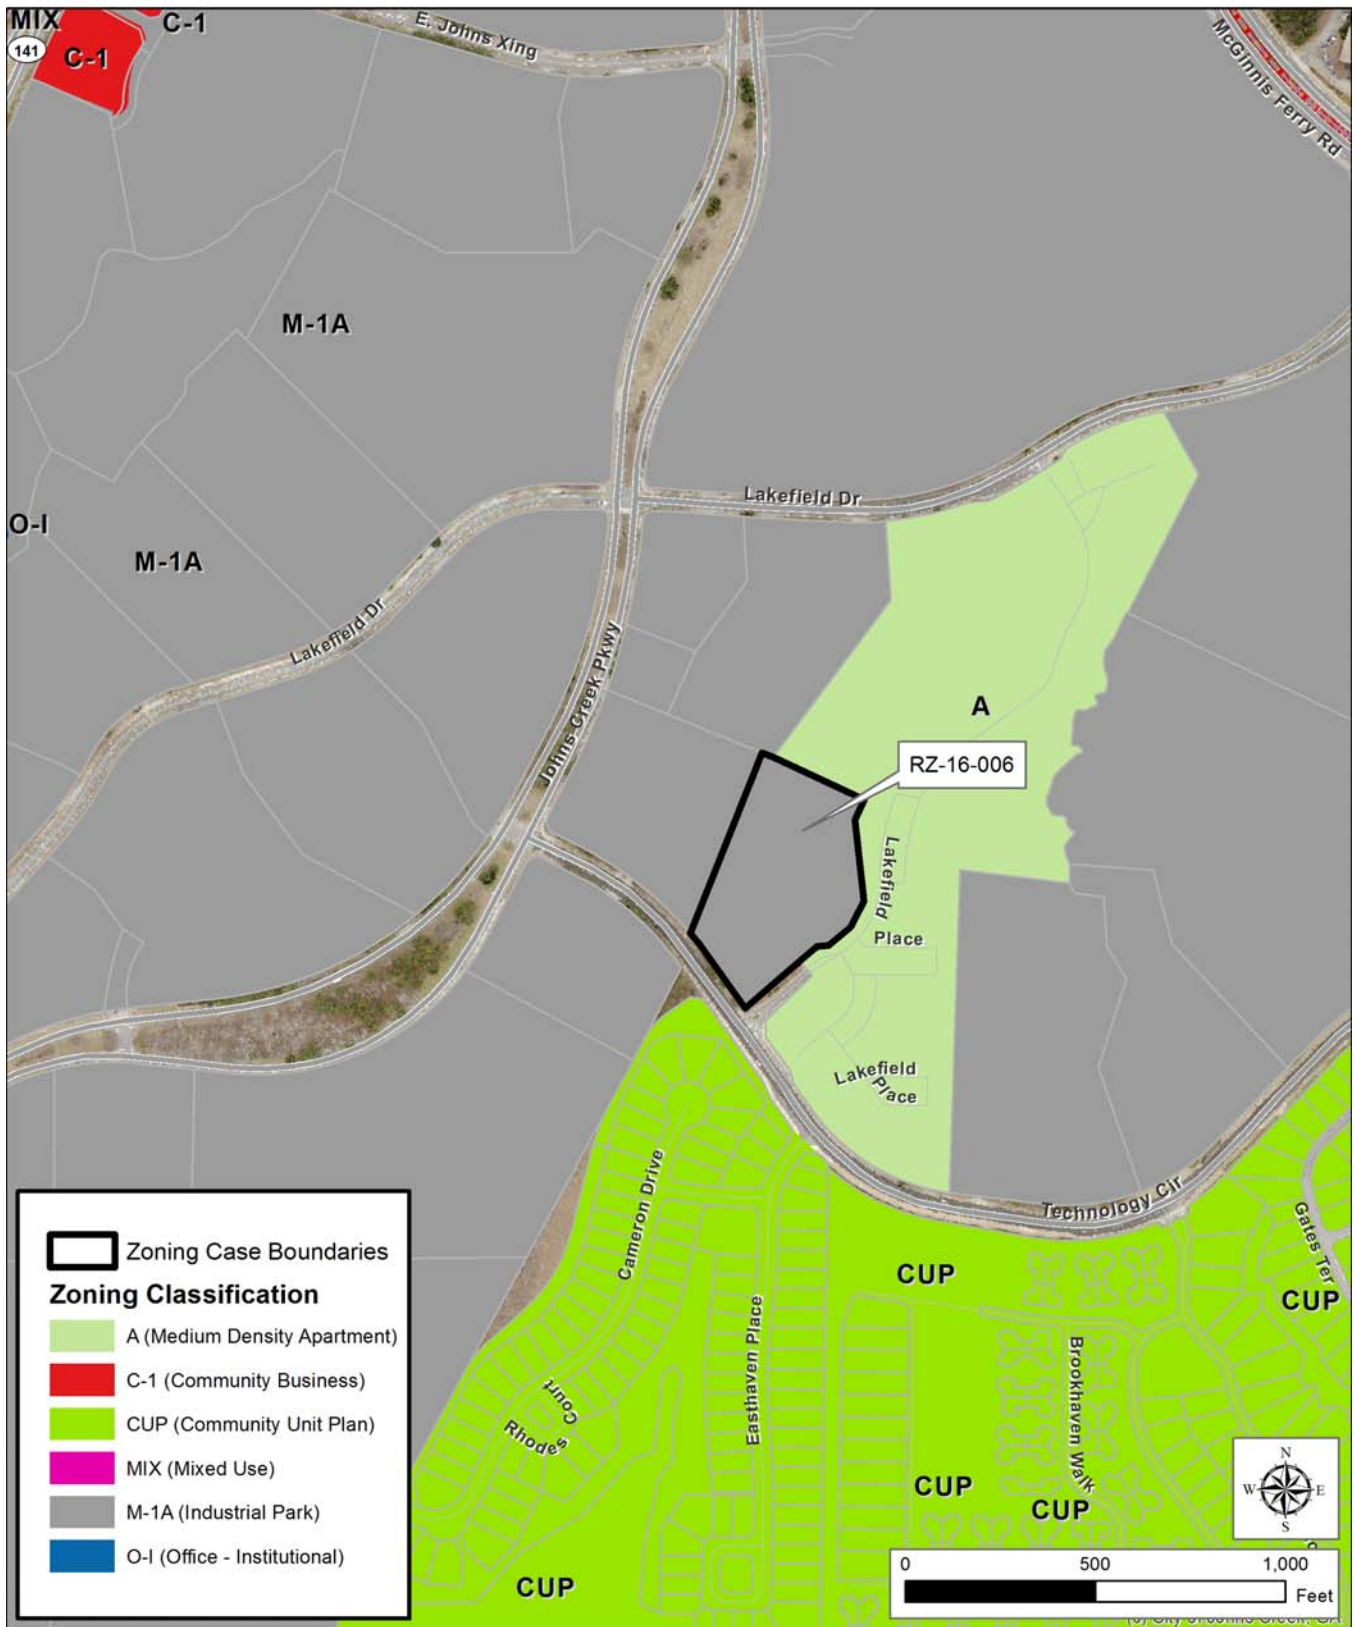 MIX
C-1
141
C-1
E. Johns Xing
McGinnis Ferry Rd
M-1A
Lakefield Dr
O-I
M-1A
Lakefield Dr
Johns Creek Pkwy
A
RZ-16-006
Lakefield
Place
Lakefield
Place
Technology Cir
Cameron Drive
Gates Ter
CUP
CUP
Easthaven Place
Brookhaven Walk
Rhodes
Court
CUP
CUP
CUP
Zoning Case Boundaries
Zoning Classification
A (Medium Density Apartment)
C-1 (Community Business)
CUP (Community Unit Plan)
MIX (Mixed Use)
M-1A (Industrial Park)
O-I (Office - Institutional)
N
W E
S
0 500 1,000
Feet